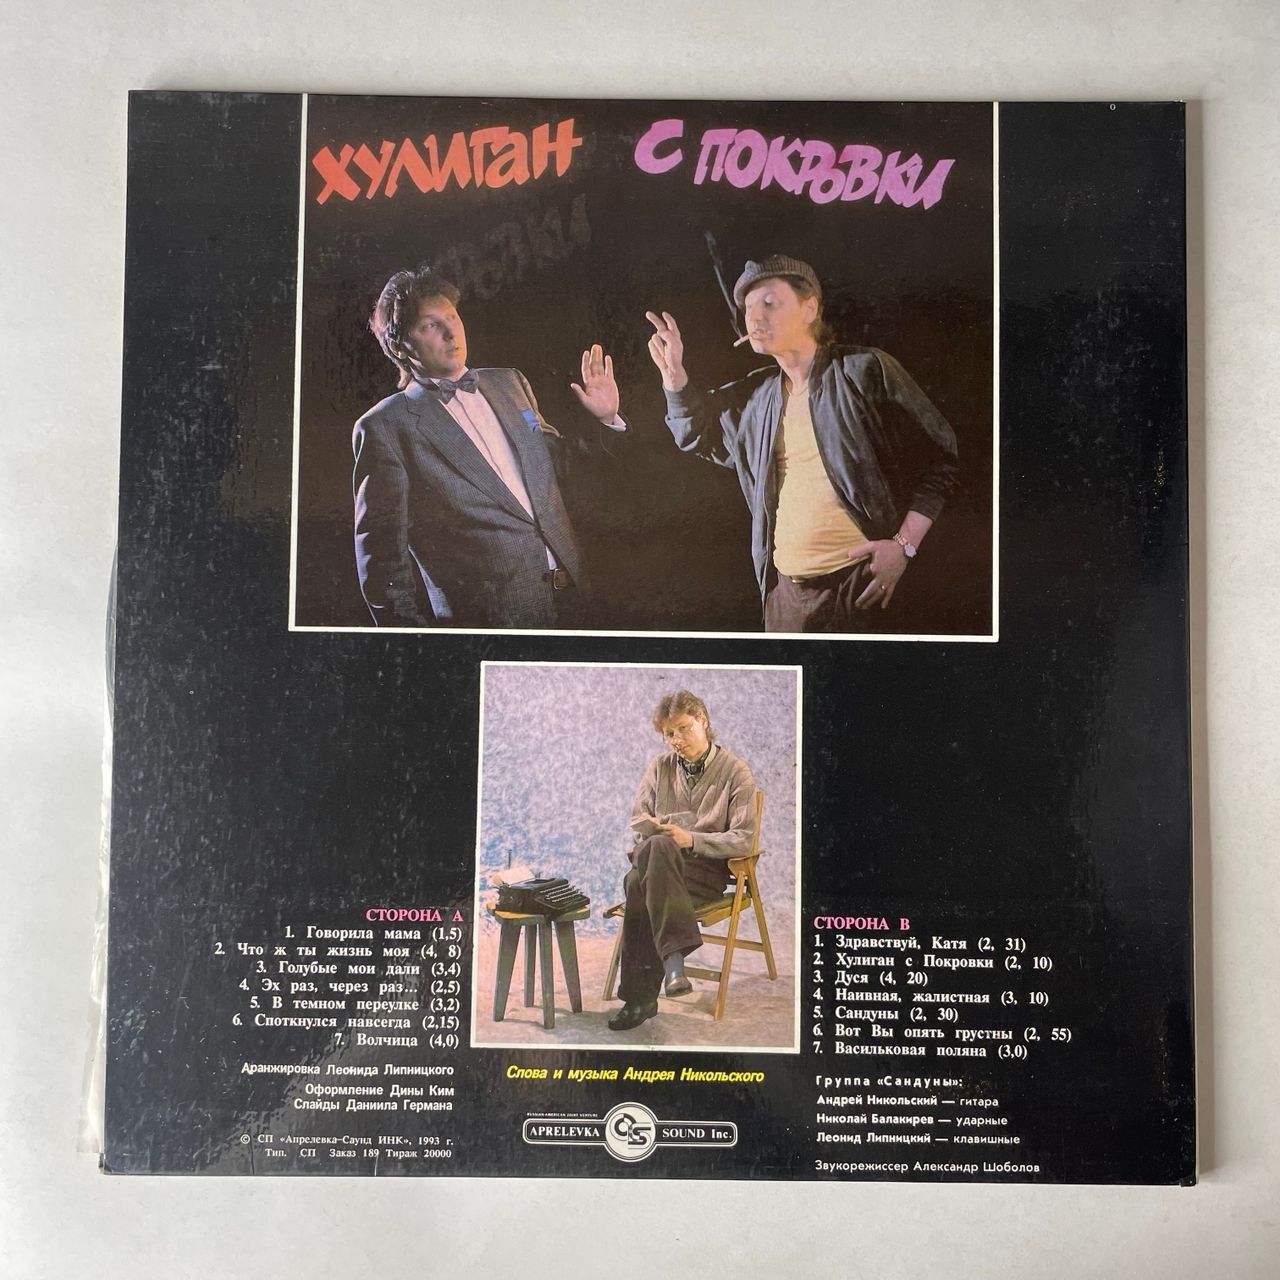 ХУЛИГАН С ПОКРОВКИ
СТОРОНА А
1. Говорила мама (1,5)
2. Что ж ты жизнь моя (4, 8)
3. Голубые мои дали (3,4)
4. Эх раз, через раз... (2,5)
5. В темном переулке (3,2)
6. Споткнулся навсегда (2,15)
7. Волчица (4,0)
Аранжировка Леонида Липницкого
Оформление Дины Ким
Слайды Даниила Германа
© СП «Апрелевка-Саунд ИНК», 1993 г.
Тип. СП Заказ 189 Тираж 20000
Слова и музыка Андрея Никольского
RUSSIAN-AMERICAN JOINT VENTURE
APRELEVKA SOUND Inc.
СТОРОНА В
1. Здравствуй, Катя (2, 31)
2. Хулиган с Покровки (2, 10)
3. Дуся (4, 20)
4. Наивная, жалистная (3, 10)
5. Сандуны (2, 30)
6. Вот Вы опять грустны (2, 55)
7. Васильковая поляна (3,0)
Группа «Сандуны»:
Андрей Никольский — гитара
Николай Балакирев — ударные
Леонид Липницкий — клавишные
Звукорежиссер Александр Шоболов